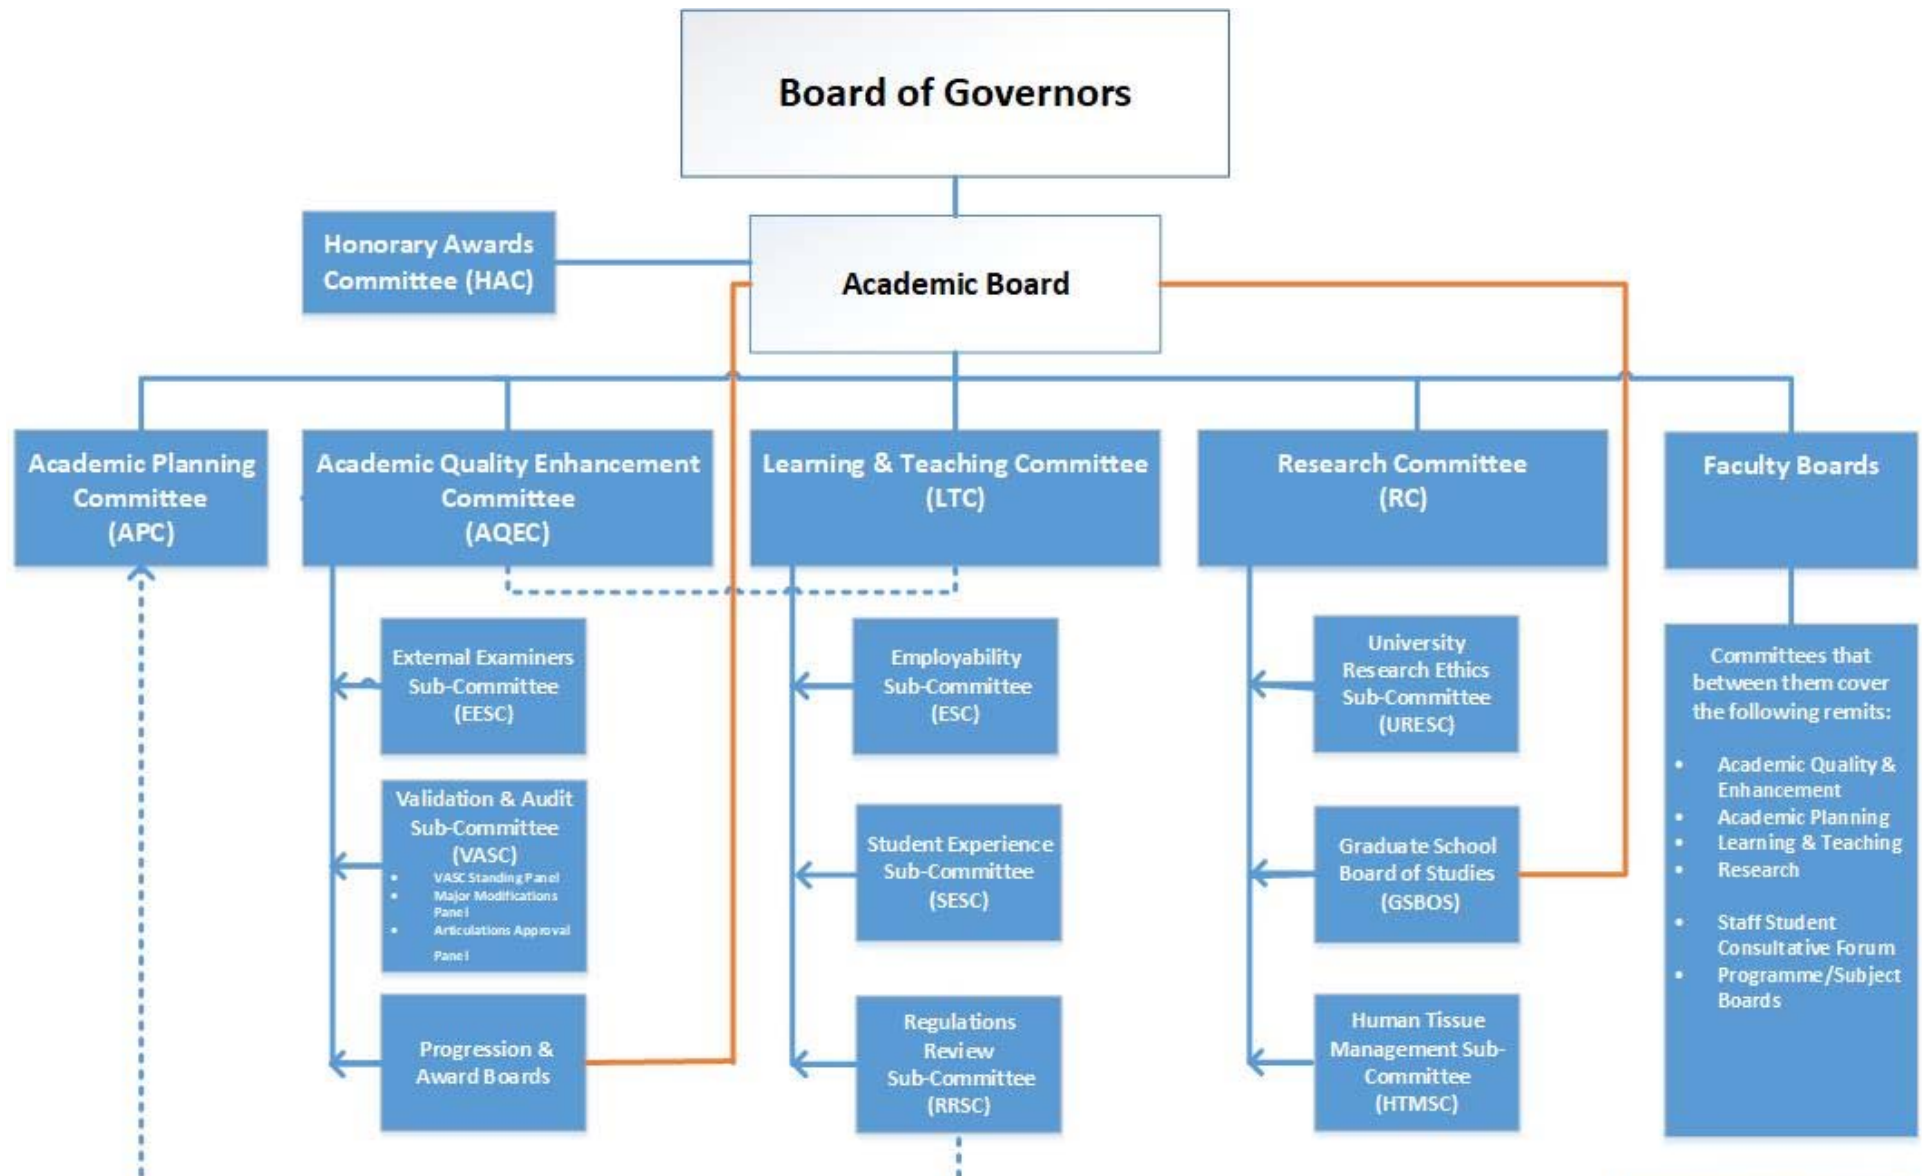 Board of Governors
Honorary Awards
Committee (HAC)
Academic Board
Academic Planning
Committee
(APC)
Academic Quality Enhancement
Committee
(AQEC)
Learning & Teaching Committee
(LTC)
Research Committee
(RC)
Faculty Boards
External Examiners
Sub-Committee
(EESC)
Validation & Audit
Sub-Committee
(VASC)
• VASC Standing Panel
• Major Modifications
Panel
• Articulations Approval
Panel
Progression &
Award Boards
Employability
Sub-Committee
(ESC)
Student Experience
Sub-Committee
(SESC)
Regulations
Review
Sub-Committee
(RRSC)
University
Research Ethics
Sub-Committee
(URESC)
Graduate School
Board of Studies
(GSBOS)
Human Tissue
Management Sub-
Committee
(HTMSC)
Committees that
between them cover
the following remits:
• Academic Quality &
Enhancement
• Academic Planning
• Learning & Teaching
• Research
• Staff Student
Consultative Forum
• Programme/Subject
Boards